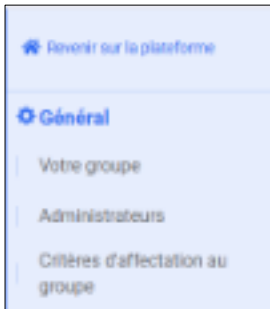 Revenir sur la plateforme
Général
Votre groupe
Administrateurs
Critères d'affectation au
groupe